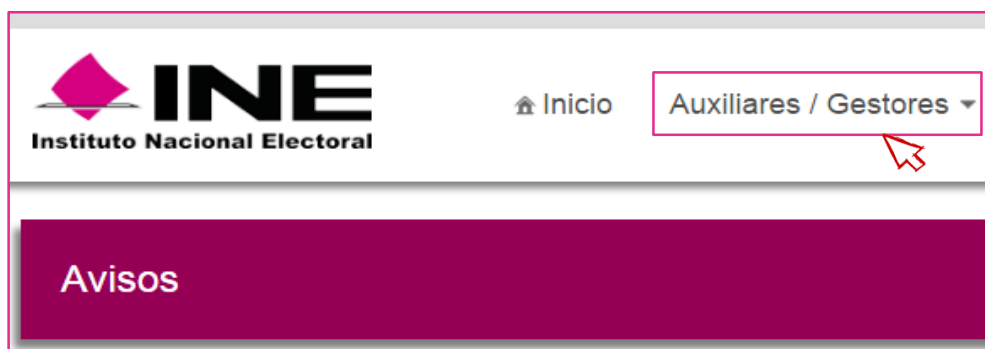 INE
Instituto Nacional Electoral
Inicio
Auxiliares / Gestores
Avisos